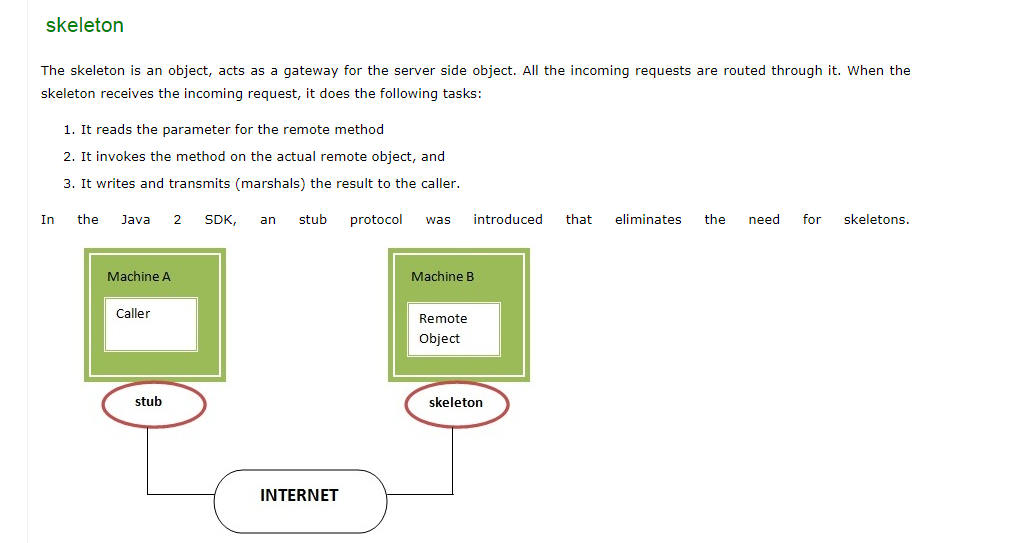 skeleton
The skeleton is an object, acts as a gateway for the server side object. All the incoming requests are routed through it. When the
skeleton receives the incoming request, it does the following tasks:
1. It reads the parameter for the remote method
2. It invokes the method on the actual remote object, and
3. It writes and transmits (marshals) the result to the caller.
In the Java 2 SDK, an stub protocol was introduced that eliminates the need for skeletons.
Machine A
Caller
stub
Machine B
Remote
Object
skeleton
INTERNET